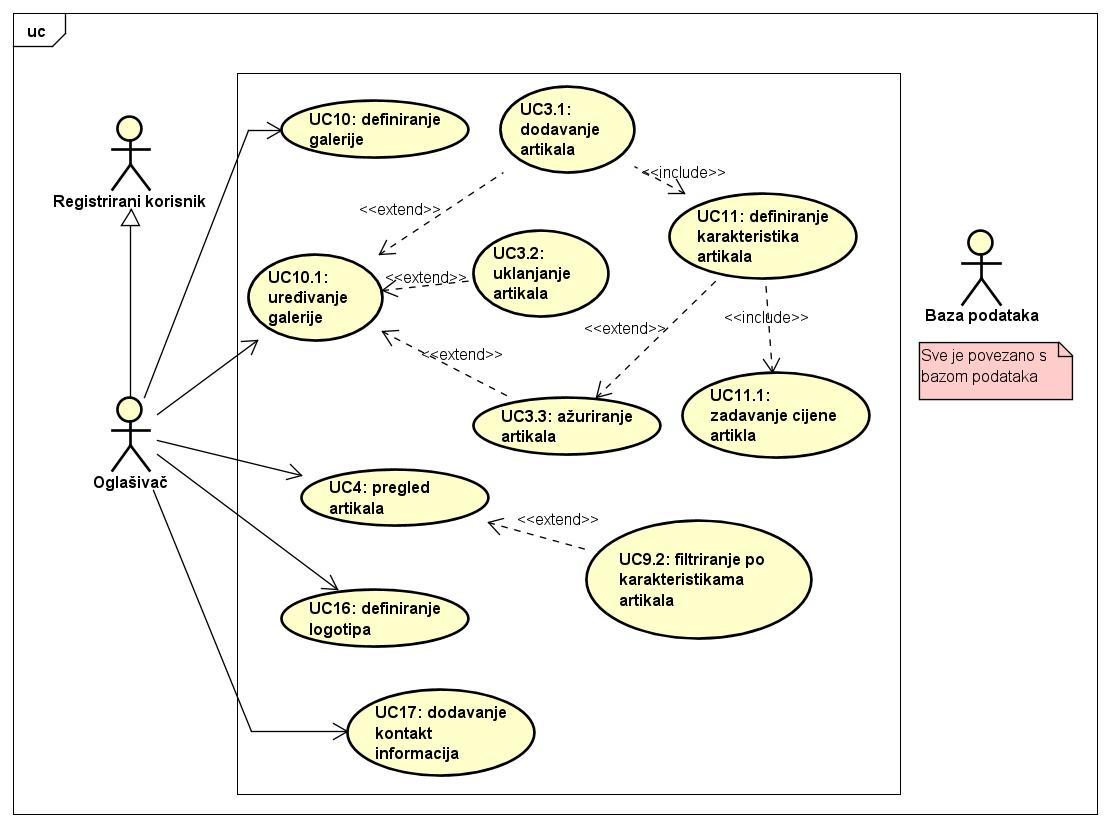 uc
UC10: definiranje
galerije
UC3.1:
dodavanje
artikala
Registrirani korisnik
<<include>>
<<extend>>
UC11: definiranje
karakteristika
artikala
UC10.1:
uređivanje
galerije
<<extend>>
UC3.2:
uklanjanje
artikala
Baza podataka
Sve je povezano s
bazom podataka
<<extend>>
<<include>>
<<extend>>
UC3.3: ažuriranje
artikala
UC11.1:
zadavanje cijene
artikla
Oglašivač
UC4: pregled
artikala
<<extend>>
UC9.2: filtriranje po
karakteristikama
artikala
UC16: definiranje
logotipa
UC17: dodavanje
kontakt
informacija